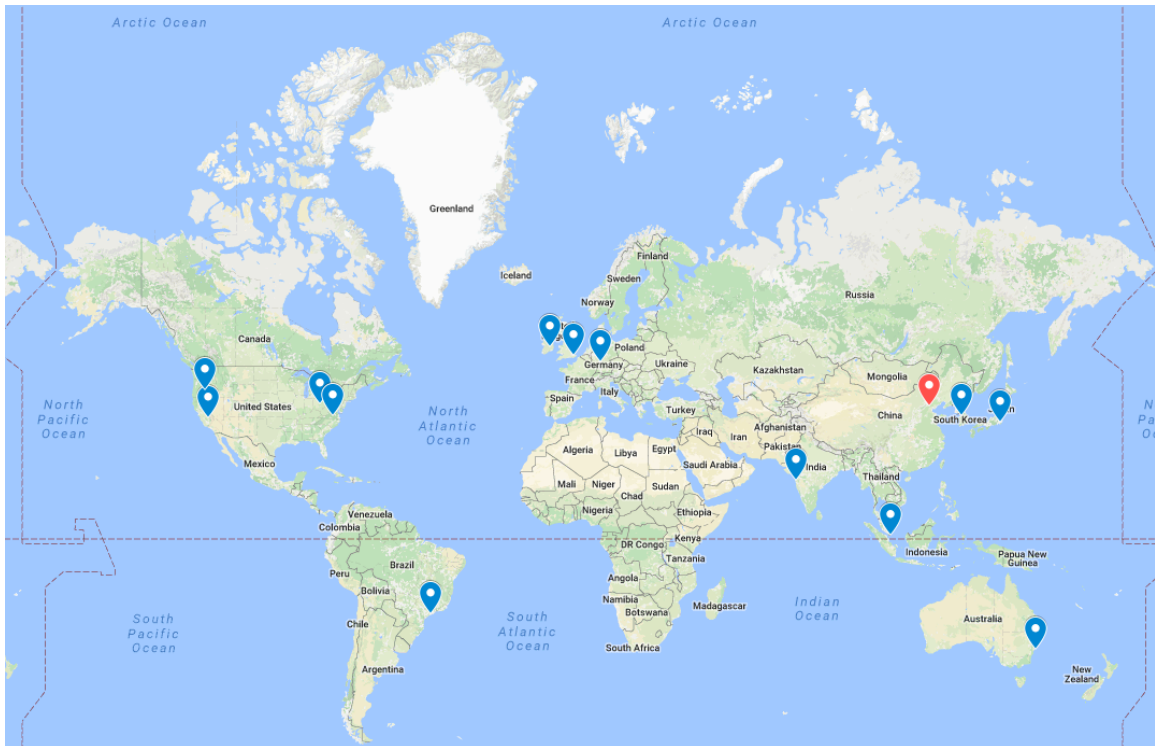 Arctic Ocean
Arctic Ocean
Greenland
Iceland
Finland
Sweden
Norway
Russia
Canada
Poland
Germany
Ukraine
France
Kazakhstan
Mongolia
Italy
Spain
North
Pacific
Ocean
United States
North
Atlantic
Ocean
Turkey
China
South Korea
Iraq
Iran
Afghanistan
Pakistan
Algeria
Libya
Egypt
Saudi Arabia
India
Mexico
Mali
Niger
Sudan
Thailand
Chad
Nigeria
Ethiopia
Venezuela
Colombia
DR Congo
Kenya
Tanzania
Indonesia
Papua New
Guinea
Brazil
Peru
Bolivia
Angola
Namibia
Botswana
Madagascar
Indian
Ocean
South
Pacific
Ocean
South
Atlantic
Ocean
Chile
Australia
South Africa
Argentina
New
Zealand